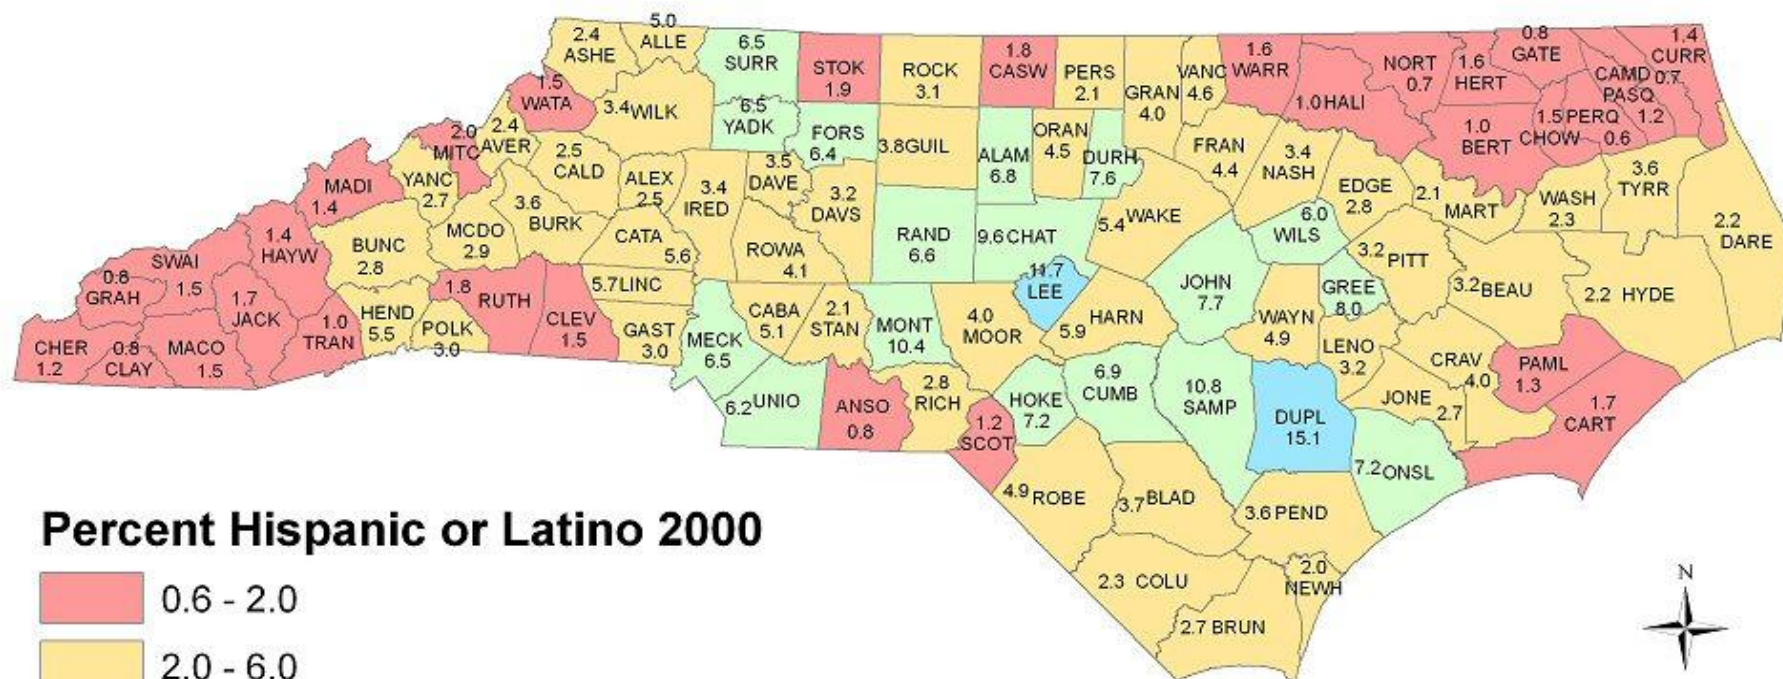 5.0
ALLE
2.4
ASHE
6.5
SURR
STOK
1.9
ROCK
3.1
1.8
CASW
PERS
2.1
GRAN
4.0
VANC
4.6
1.6
WARR
NORT
0.7
1.6
HERT
0.8
GATE
1.4
CURR
CAMD
0.7
PASQ
1.2
1.5
WATA
3.4 WILK
6.5
YADK
FORS
6.4
3.8 GUIL
ALAM
6.8
ORAN
4.5
DURH
7.6
FRAN
4.4
1.0 HALI
3.4
NASH
EDGE
2.8
1.0
BERT
1.5
CHOW
PERQ
0.6
2.0
MITC
2.4
AVER
2.5
CALD
ALEX
2.5
3.4
IRED
3.5
DAVE
3.2
DAVS
RAND
6.6
9.6 CHAT
5.4 WAKE
6.0
WILS
2.1
MART
WASH
2.3
3.6
TYRR
2.2
DARE
MADI
1.4
YANC
2.7
MCDO
2.9
3.6
BURK
CATA
5.6
ROWA
4.1
11.7
LEE
JOHN
7.7
GREE
8.0
3.2 PITT
3.2 BEAU
2.2 HYDE
SWAI
1.5
1.4
HAYW
BUNC
2.8
5.7 LINC
0.8
GRAH
1.7
JACK
1.0
TRAN
HEND
5.5
POLK
3.0
1.8
RUTH
CLEV
1.5
GAST
3.0
MECK
6.5
CABA
5.1
2.1
STAN
MONT
10.4
4.0
MOOR
5.9
HARN
WAYN
4.9
LENO
3.2
CRAV
4.0
PAML
1.3
CHER
1.2
0.8
CLAY
MACO
1.5
6.2 UNIO
ANSO
0.8
2.8
RICH
1.2
SCOT
HOKE
7.2
6.9
CUMB
10.8
SAMP
DUPL
15.1
JONE
2.7
1.7
CART
7.2 ONSL
4.9 ROBE
3.7 BLAD
3.6 PEND
2.3 COLU
2.0
NEWH
2.7 BRUN
Percent Hispanic or Latino 2000
0.6 - 2.0
2.0 - 6.0
N